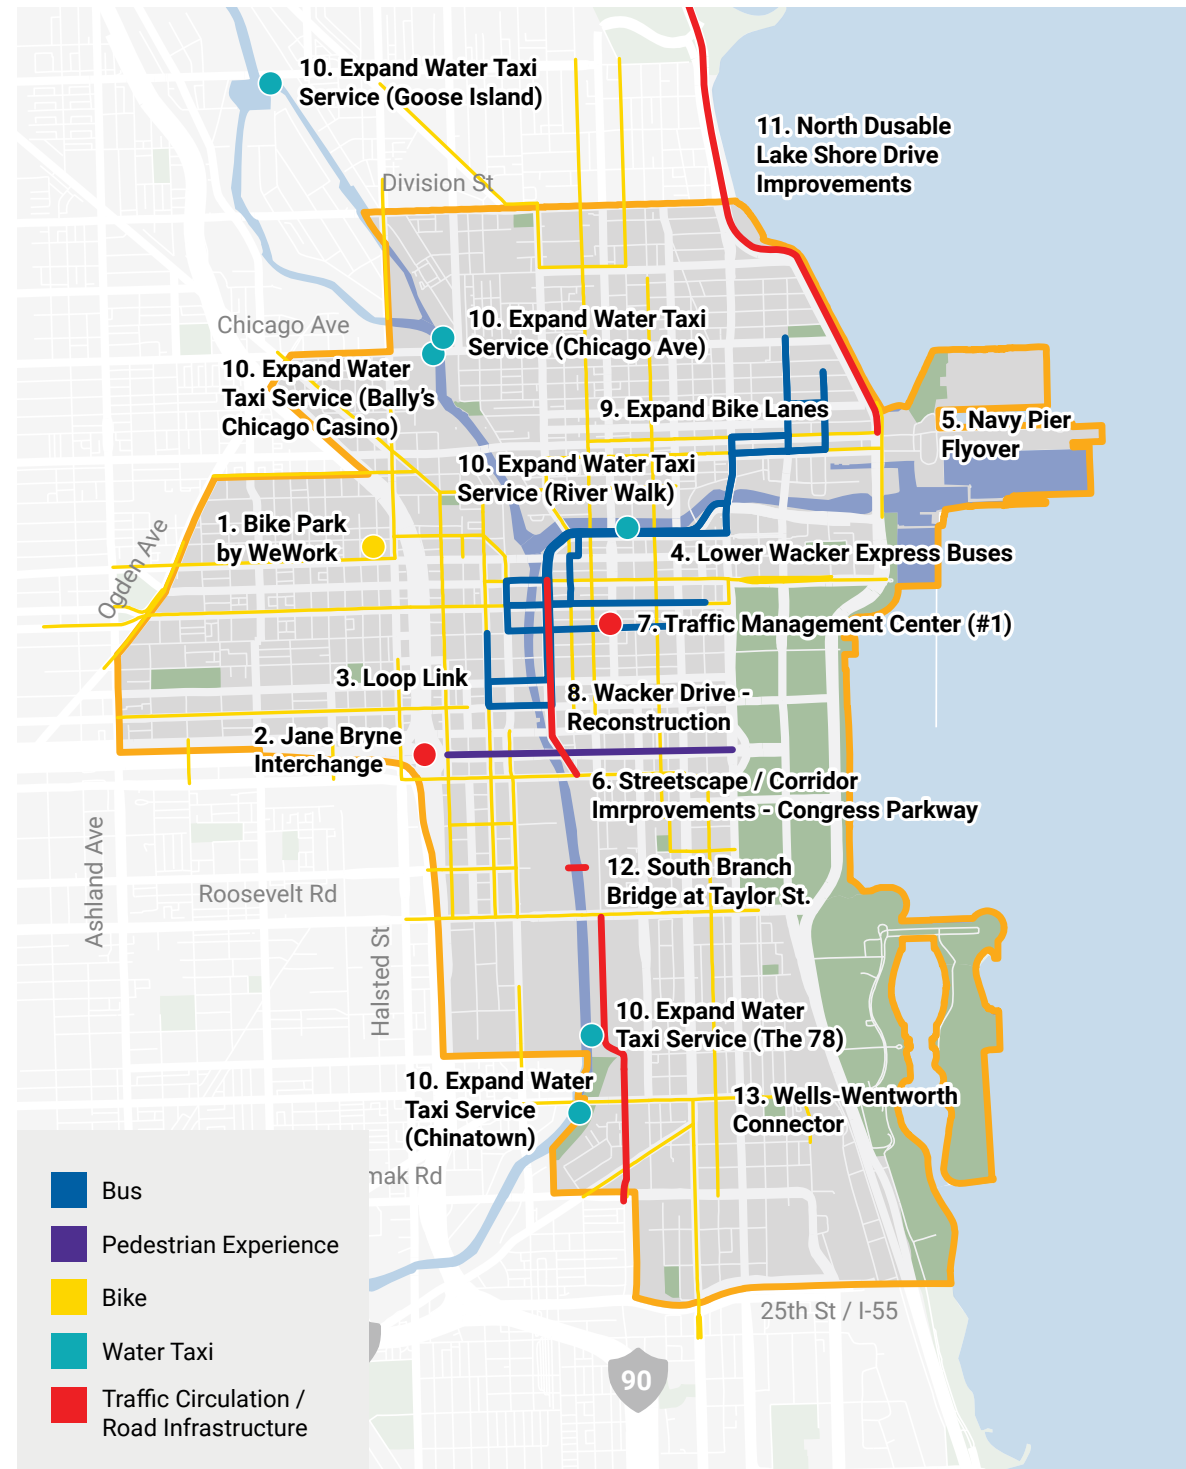 10. Expand Water Taxi
Service (Goose Island)
11. North Dusable
Lake Shore Drive
Improvements
Division St
Chicago Ave
10. Expand Water Taxi
Service (Chicago Ave)
10. Expand Water
Taxi Service (Bally's
Chicago Casino)
9. Expand Bike Lanes
5. Navy Pier
Flyover
10. Expand Water Taxi
Service (River Walk)
1. Bike Park
by WeWork
Ogden Ave
4. Lower Wacker Express Buses
7. Traffic Management Center (#1)
3. Loop Link
8. Wacker Drive -
Reconstruction
2. Jane Bryne
Interchange
6. Streetscape / Corridor
Imrprovements - Congress Parkway
Ashland Ave
12. South Branch
Bridge at Taylor St.
Roosevelt Rd
Halsted St
10. Expand Water
Taxi Service (The 78)
10. Expand Water
Taxi Service
(Chinatown)
13. Wells-Wentworth
Connector
mak Rd
Bus
Pedestrian Experience
Bike
Water Taxi
Traffic Circulation /
Road Infrastructure
25th St / I-55
90